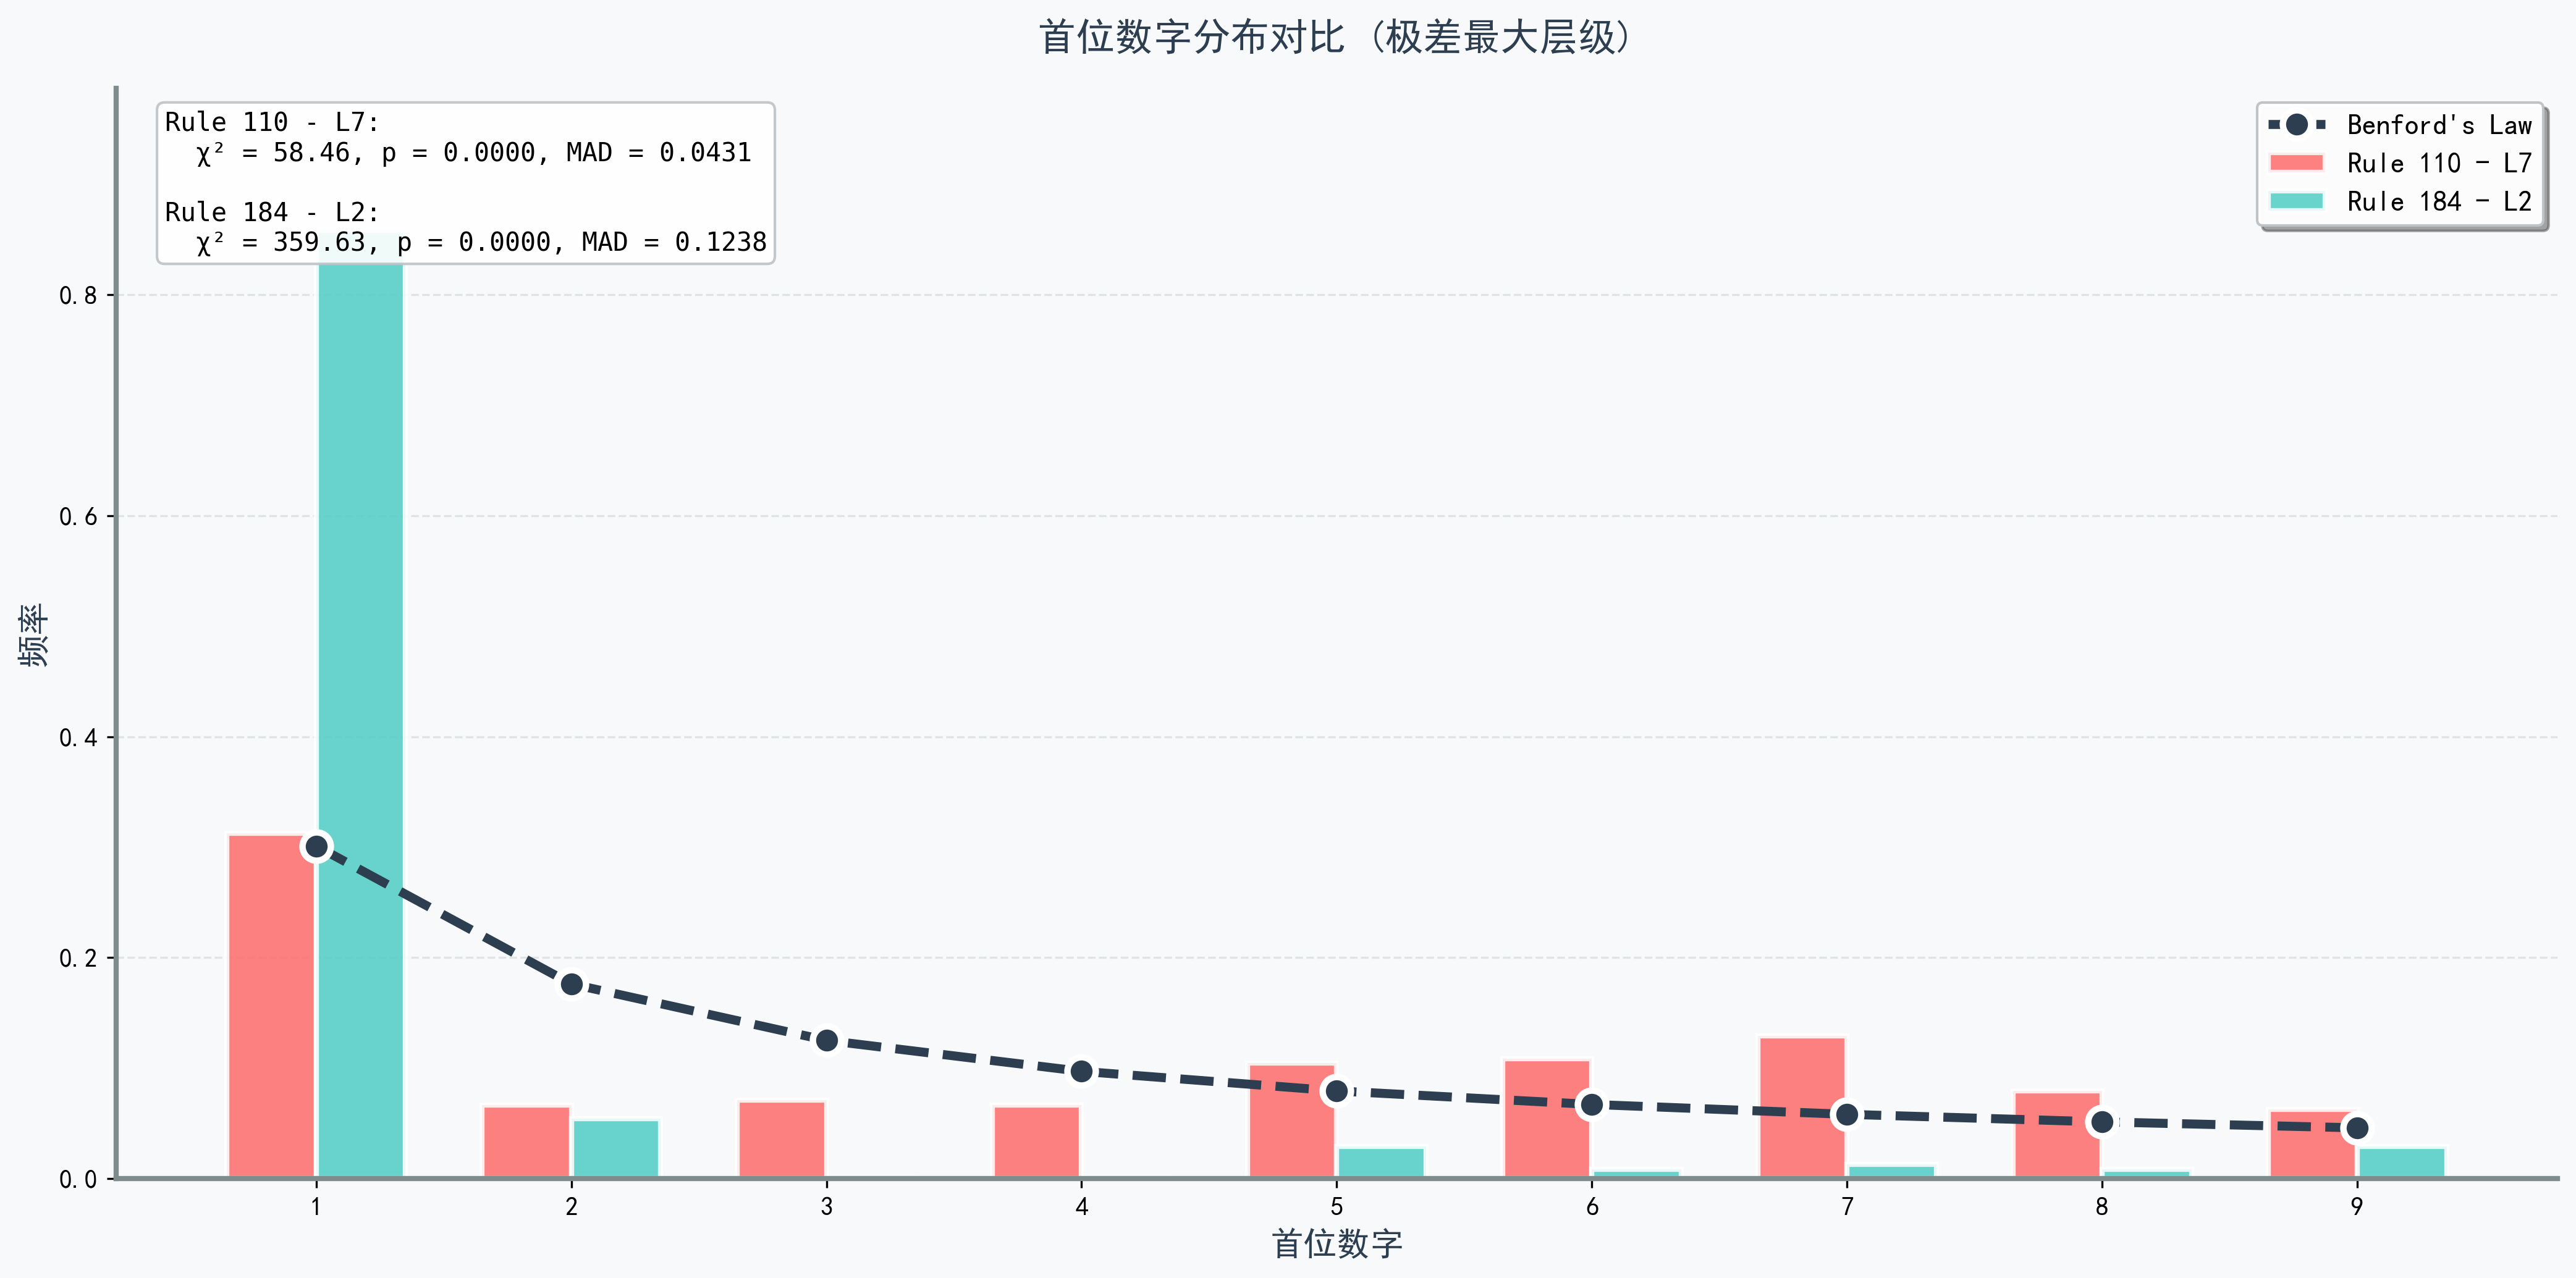 首位数字分布对比 (极差最大层级)
Rule 110 - L7:
χ² = 58.46, p = 0.0000, MAD = 0.0431
Rule 184 - L2:
χ² = 359.63, p = 0.0000, MAD = 0.1238
Benford's Law
Rule 110 - L7
Rule 184 - L2
频率
0.8
0.6
0.4
0.2
0.0
1 2 3 4 5 6 7 8 9
首位数字